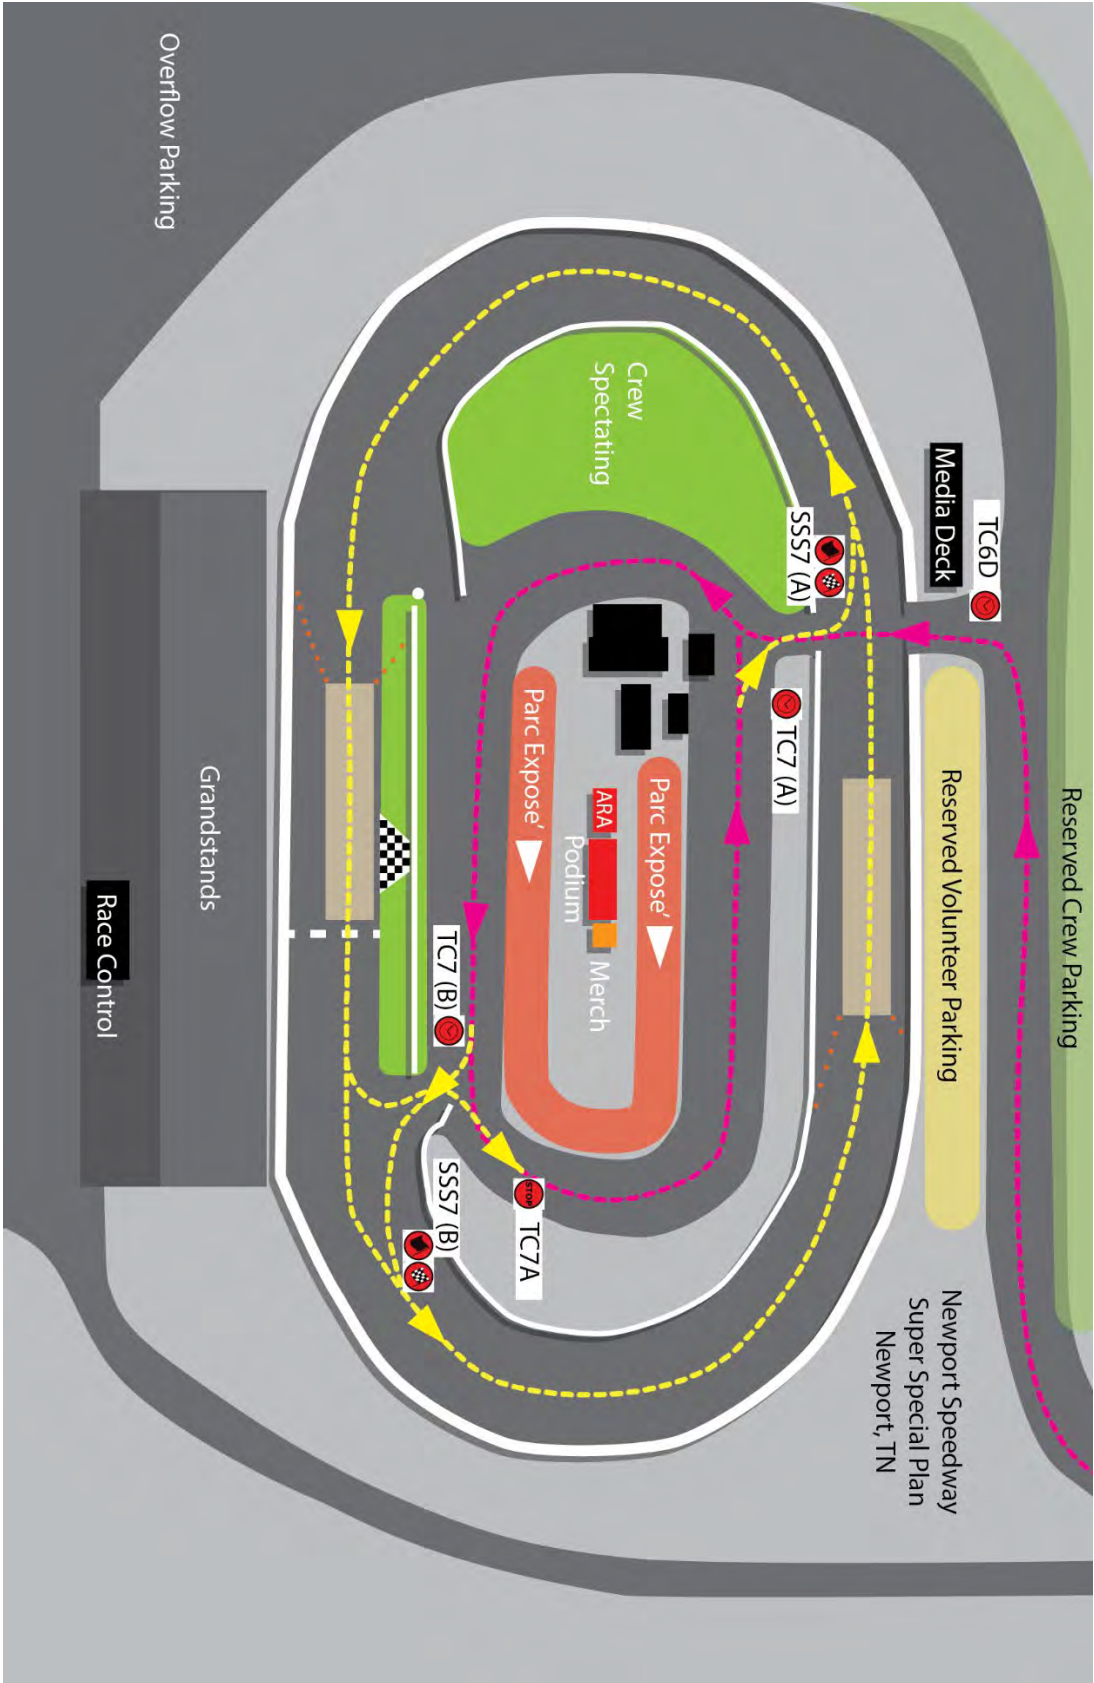 Newport Speedway
Super Special Plan
Newport, TN
Reserved Crew Parking
TC6D
Media Deck
Reserved Volunteer Parking
SSS7 (A)
TC7 (A)
Crew
Spectating
Parc Expose'
ARA
Podium
Merch
Parc Expose'
TC7 (B)
STOP
TC7A
SSS7 (B)
Overflow Parking
Grandstands
Race Control